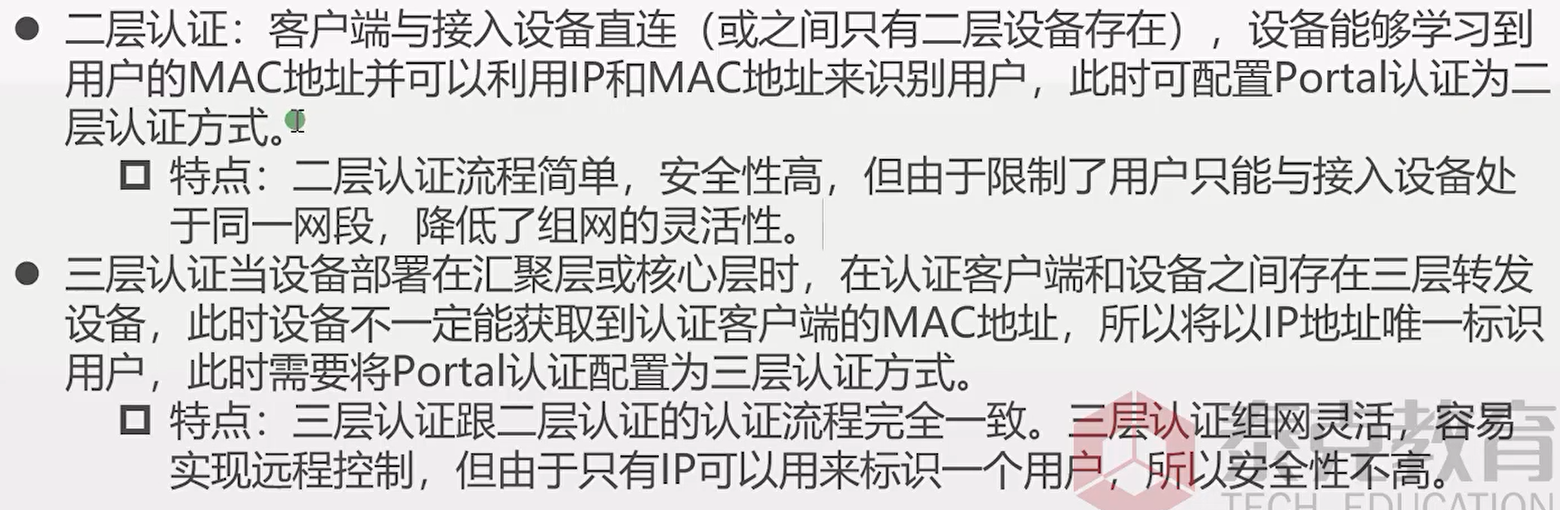 二层认证：客户端与接入设备直连（或之间只有二层设备存在），设备能够学习到
用户的MAC地址并可以利用IP和MAC地址来识别用户，此时可配置Portal认证为二
层认证方式。
特点：二层认证流程简单，安全性高，但由于限制了用户只能与接入设备处
于同一网段，降低了组网的灵活性。
三层认证当设备部署在汇聚层或核心层时，在认证客户端和设备之间存在三层转发
设备，此时设备不一定能获取到认证客户端的MAC地址，所以将以IP地址唯一标识
用户，此时需要将Portal认证配置为三层认证方式。
特点：三层认证跟二层认证的认证流程完全一致。三层认证组网灵活，容易
实现远程控制，但由于只有IP可以用来标识一个用户，所以安全性不高。
泰克教育
TECH EDUCATION